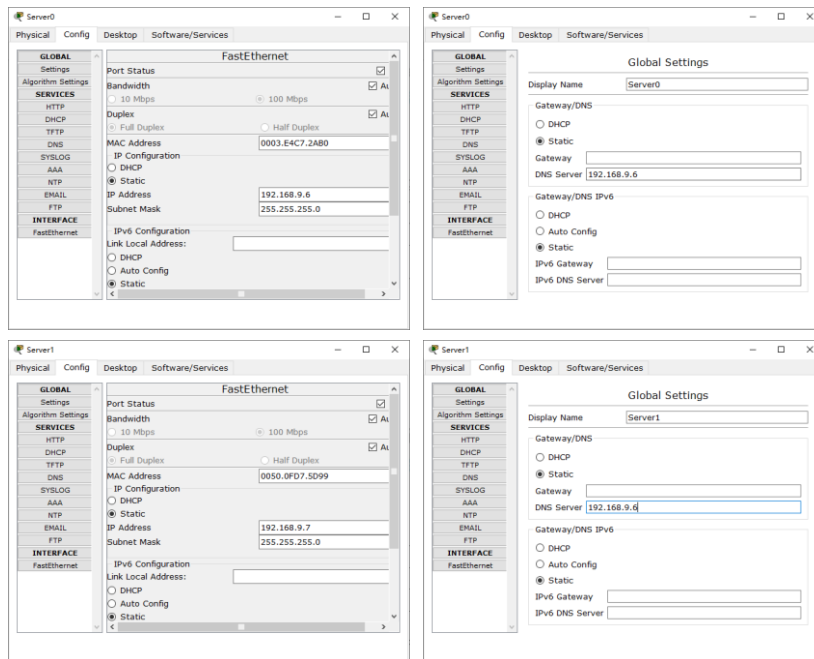 Server0
Physical Config Desktop Software/Services
GLOBAL
Settings
Algorithm Settings
SERVICES
HTTP
DHCP
TFTP
DNS
SYSLOG
AAA
NTP
EMAIL
FTP
INTERFACE
FastEthernet
FastEthernet
Port Status
Bandwidth Au
10 Mbps 100 Mbps
Duplex Au
Full Duplex Half Duplex
MAC Address 0003.E4C7.2AB0
IP Configuration
DHCP
Static
IP Address 192.168.9.6
Subnet Mask 255.255.255.0
IPv6 Configuration
Link Local Address:
DHCP
Auto Config
Static
Server0
Physical Config Desktop Software/Services
GLOBAL
Settings
Algorithm Settings
SERVICES
HTTP
DHCP
TFTP
DNS
SYSLOG
AAA
NTP
EMAIL
FTP
INTERFACE
FastEthernet
Global Settings
Display Name Server0
Gateway/DNS
DHCP
Static
Gateway
DNS Server 192.168.9.6
Gateway/DNS IPv6
DHCP
Auto Config
Static
IPv6 Gateway
IPv6 DNS Server
Server1
Physical Config Desktop Software/Services
GLOBAL
Settings
Algorithm Settings
SERVICES
HTTP
DHCP
TFTP
DNS
SYSLOG
AAA
NTP
EMAIL
FTP
INTERFACE
FastEthernet
FastEthernet
Port Status
Bandwidth Au
10 Mbps 100 Mbps
Duplex Au
Full Duplex Half Duplex
MAC Address 0050.0FD7.5D99
IP Configuration
DHCP
Static
IP Address 192.168.9.7
Subnet Mask 255.255.255.0
IPv6 Configuration
Link Local Address:
DHCP
Auto Config
Static
Server1
Physical Config Desktop Software/Services
GLOBAL
Settings
Algorithm Settings
SERVICES
HTTP
DHCP
TFTP
DNS
SYSLOG
AAA
NTP
EMAIL
FTP
INTERFACE
FastEthernet
Global Settings
Display Name Server1
Gateway/DNS
DHCP
Static
Gateway
DNS Server 192.168.9.6
Gateway/DNS IPv6
DHCP
Auto Config
Static
IPv6 Gateway
IPv6 DNS Server